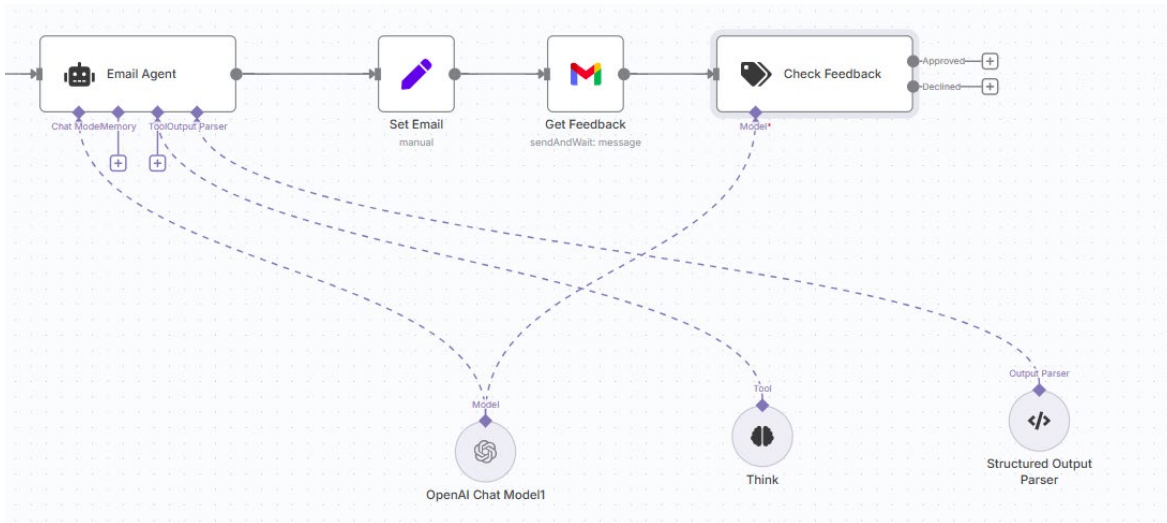 Email Agent
Check Feedback
Approved
Declined
Chat Model
Memory
Tool
Output Parser
Set Email
manual
Get Feedback
sendAndWait: message
Model*
Model
OpenAI Chat Model1
Tool
Think
Output Parser
Structured Output
Parser